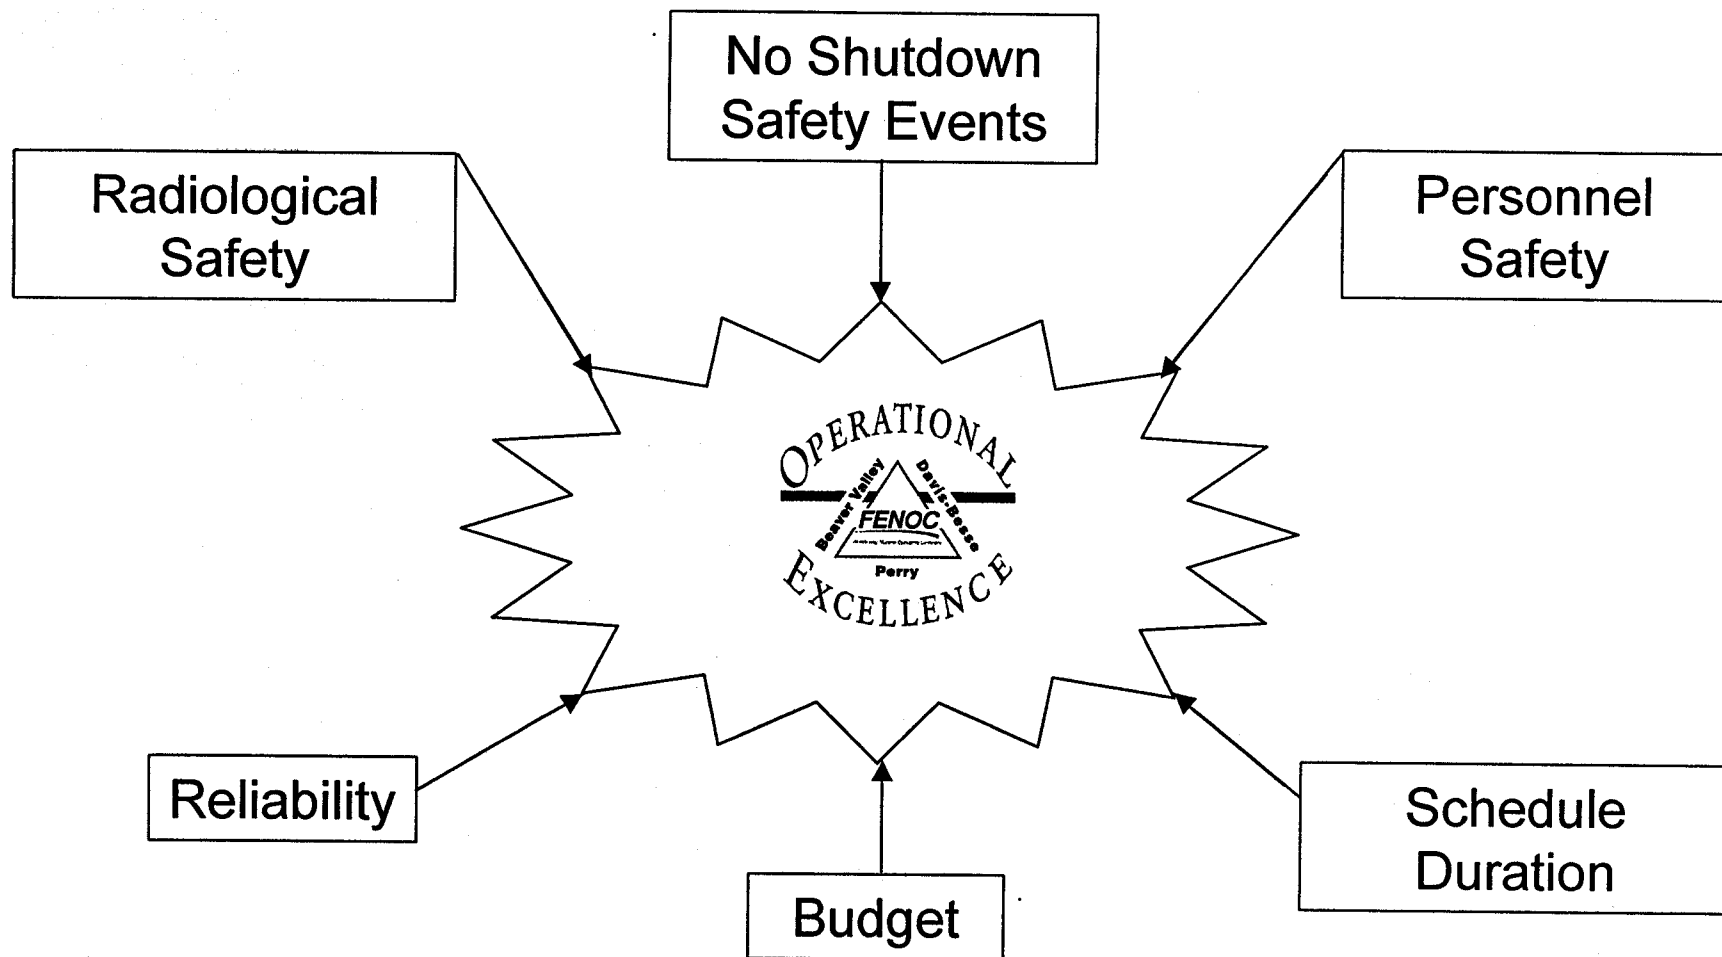 No Shutdown
Safety Events
Radiological
Safety
Personnel
Safety
OPERATIONAL
Beaver Valley
Davis-Besse
FENOC
Perry
EXCELLENCE
Reliability
Schedule
Duration
Budget